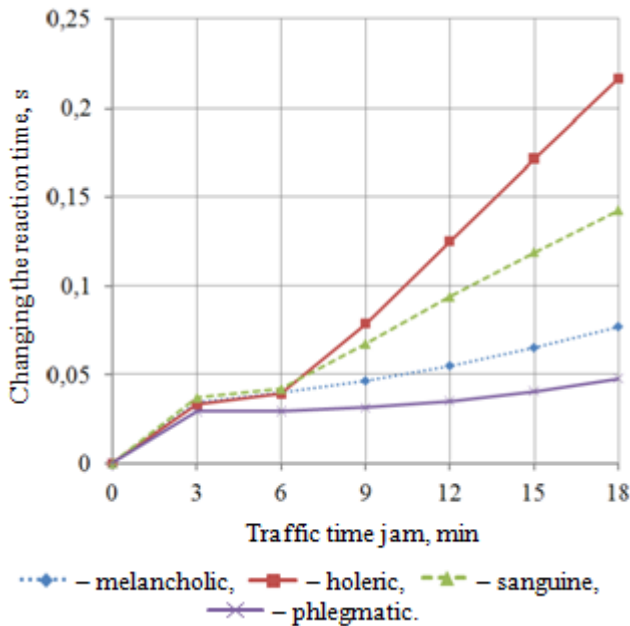 Changing the reaction time, s
0,25
0,2
0,15
0,1
0,05
0
0 3 6 9 12 15 18
Traffic time jam, min
– melancholic, – holeric, – sanguine,
– phlegmatic.